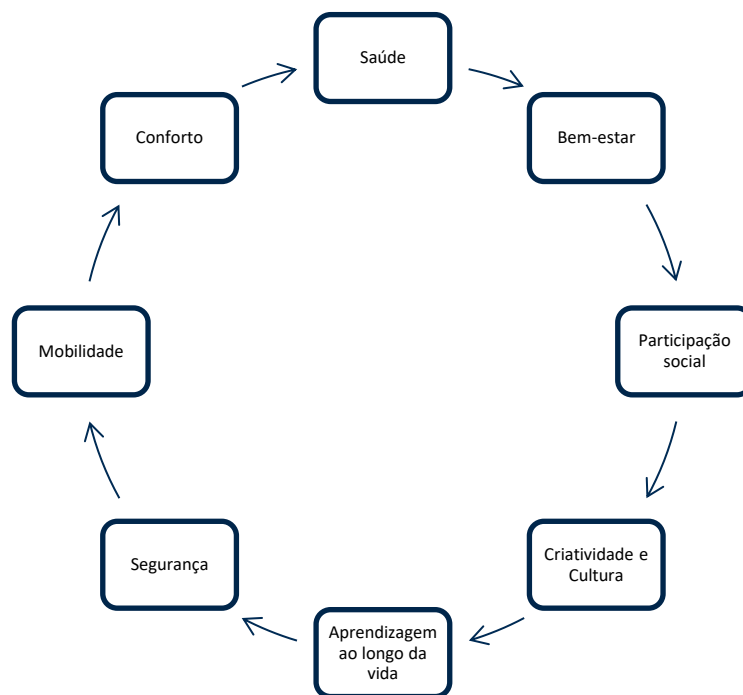 Saúde
Bem-estar
Participação
social
Criatividade e
Cultura
Aprendizagem
ao longo da
vida
Segurança
Mobilidade
Conforto